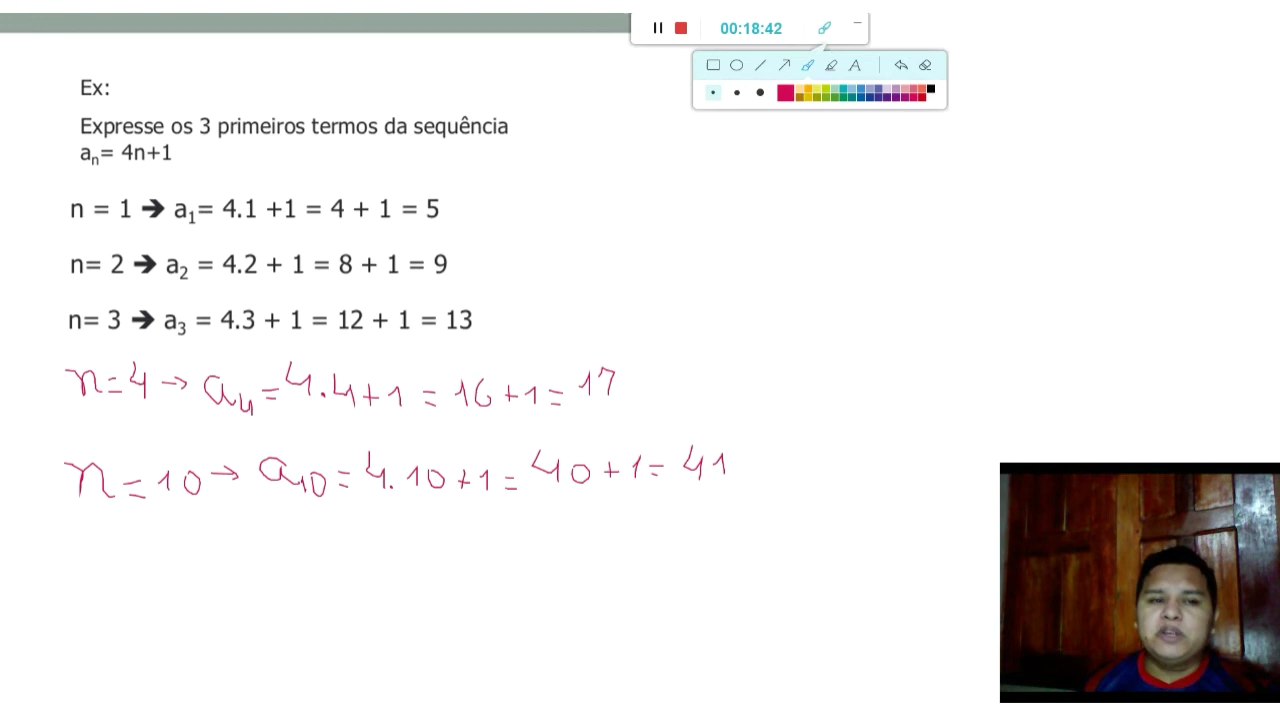 00:18:42
A
Ex:
Expresse os 3 primeiros termos da sequência
aₙ= 4n+1
n = 1 ➔ a₁= 4.1 +1 = 4 + 1 = 5
n= 2 ➔ a₂ = 4.2 + 1 = 8 + 1 = 9
n= 3 ➔ a₃ = 4.3 + 1 = 12 + 1 = 13
n=4 → a₄=4.4+1 = 16+1=17
n=10 → a₁₀=4.10+1=40+1=41